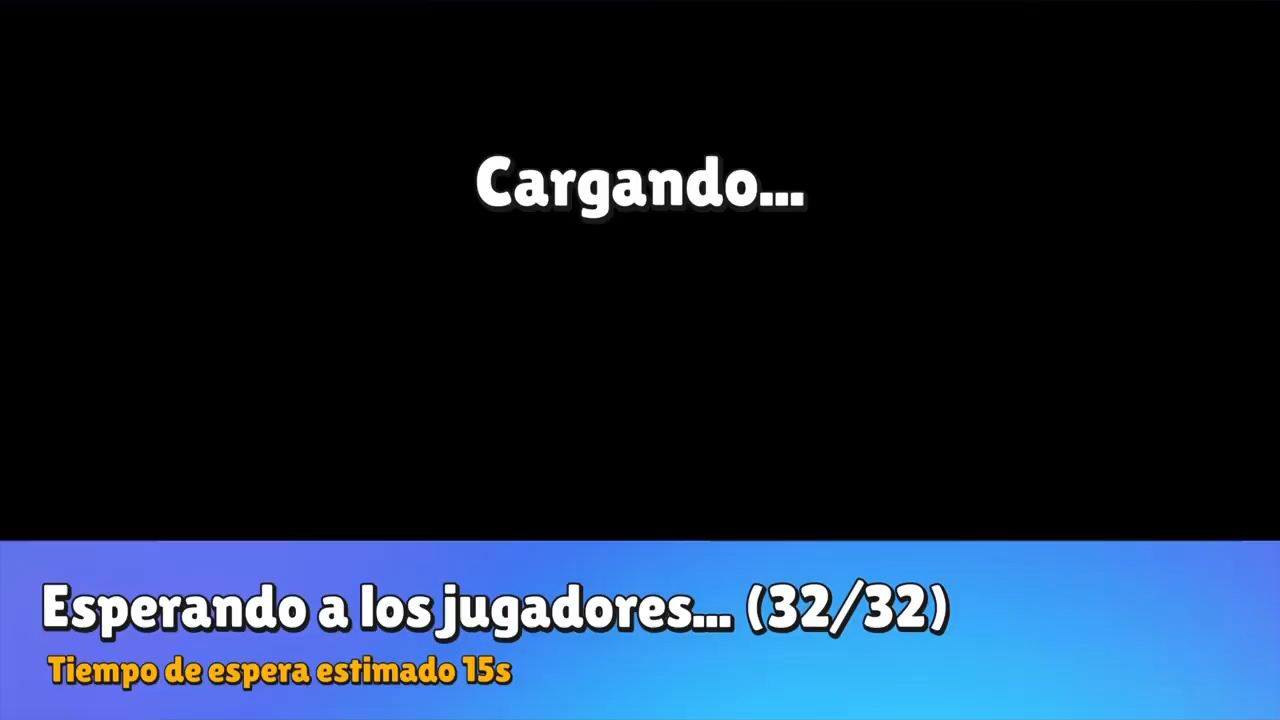 Cargando...
Esperando a los jugadores... (32/32)
Tiempo de espera estimado 15s